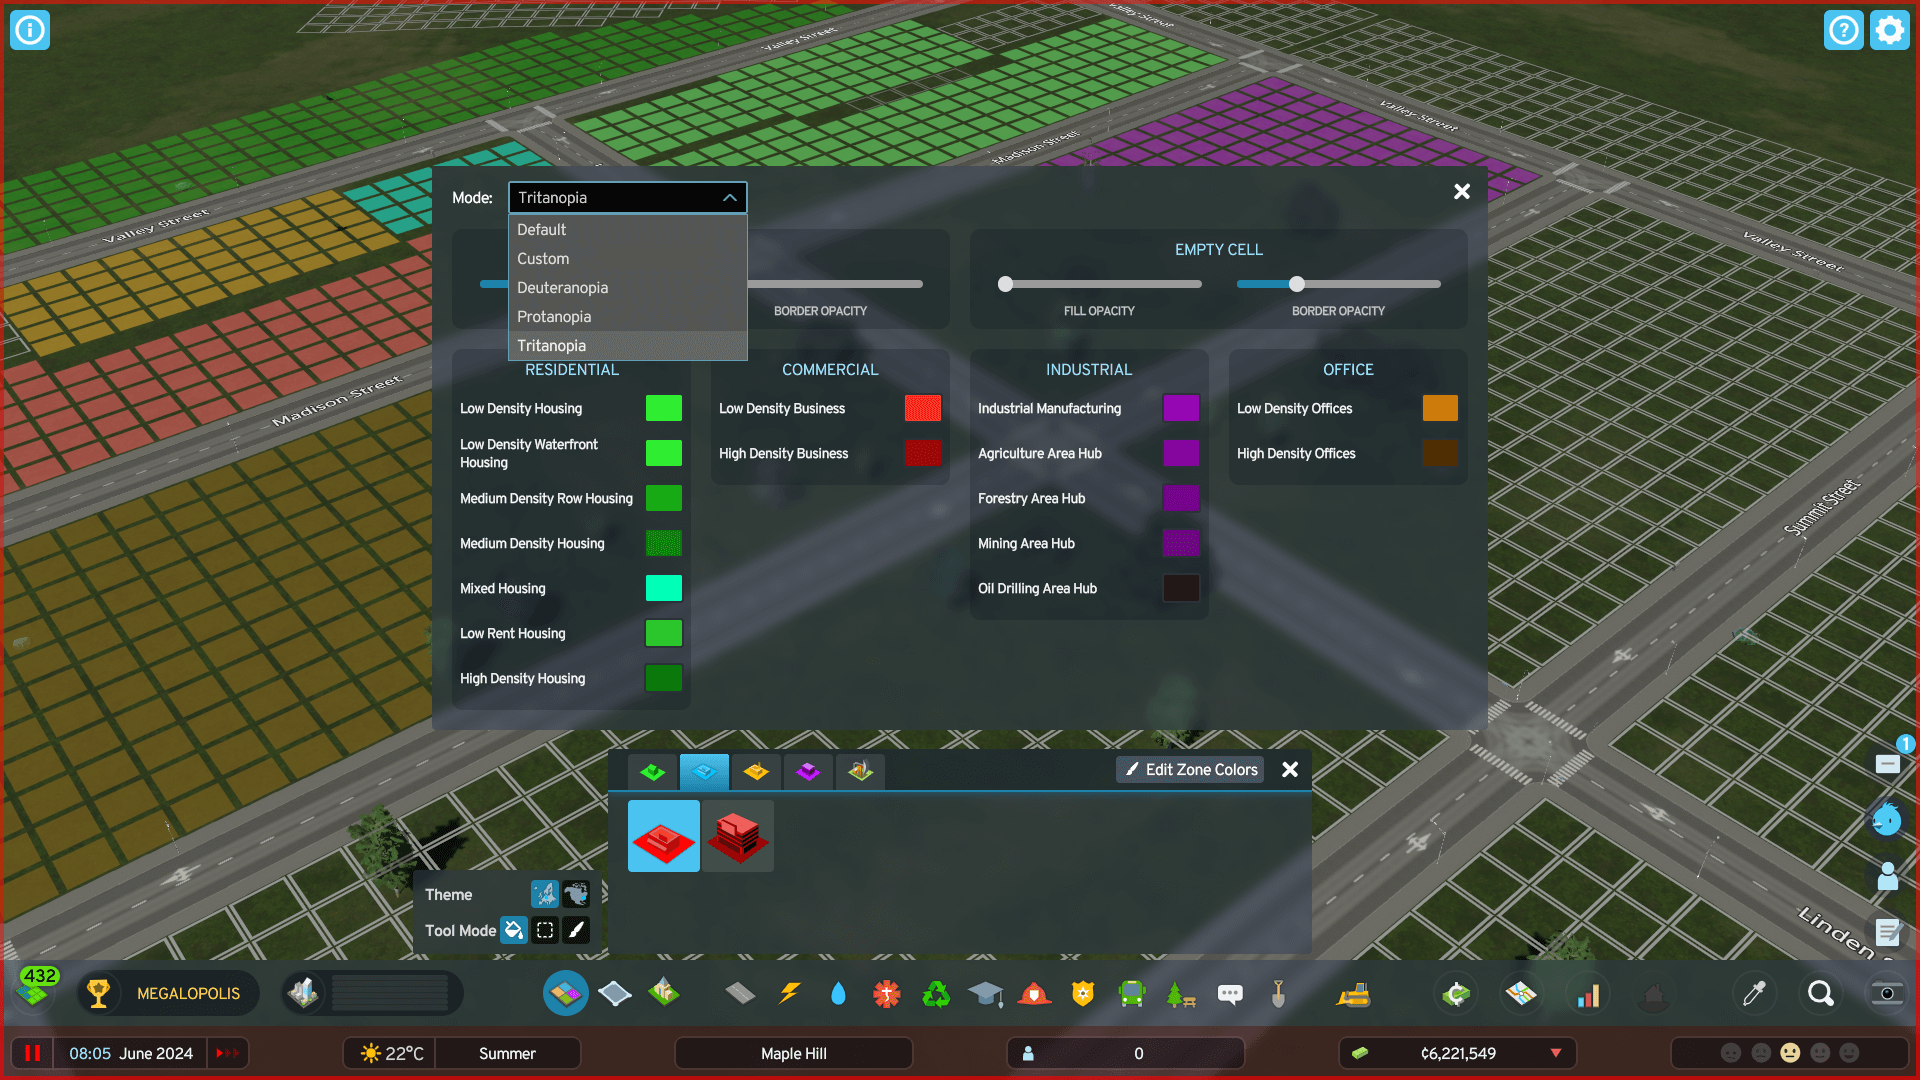 Valley Street
Valley Street
Valley Street
Madison Street
Valley Street
Valley Street
Madison Street
Summit Street
Linden
Mode: Tritanopia
Default
Custom
Deuteranopia
Protanopia
Tritanopia
BORDER OPACITY
EMPTY CELL
FILL OPACITY
BORDER OPACITY
RESIDENTIAL
Low Density Housing
Low Density Waterfront
Housing
Medium Density Row Housing
Medium Density Housing
Mixed Housing
Low Rent Housing
High Density Housing
COMMERCIAL
Low Density Business
High Density Business
INDUSTRIAL
Industrial Manufacturing
Agriculture Area Hub
Forestry Area Hub
Mining Area Hub
Oil Drilling Area Hub
OFFICE
Low Density Offices
High Density Offices
Edit Zone Colors
1
Theme
Tool Mode
432
MEGALOPOLIS
08:05 June 2024
22°C
Summer
Maple Hill
0
¢6,221,549